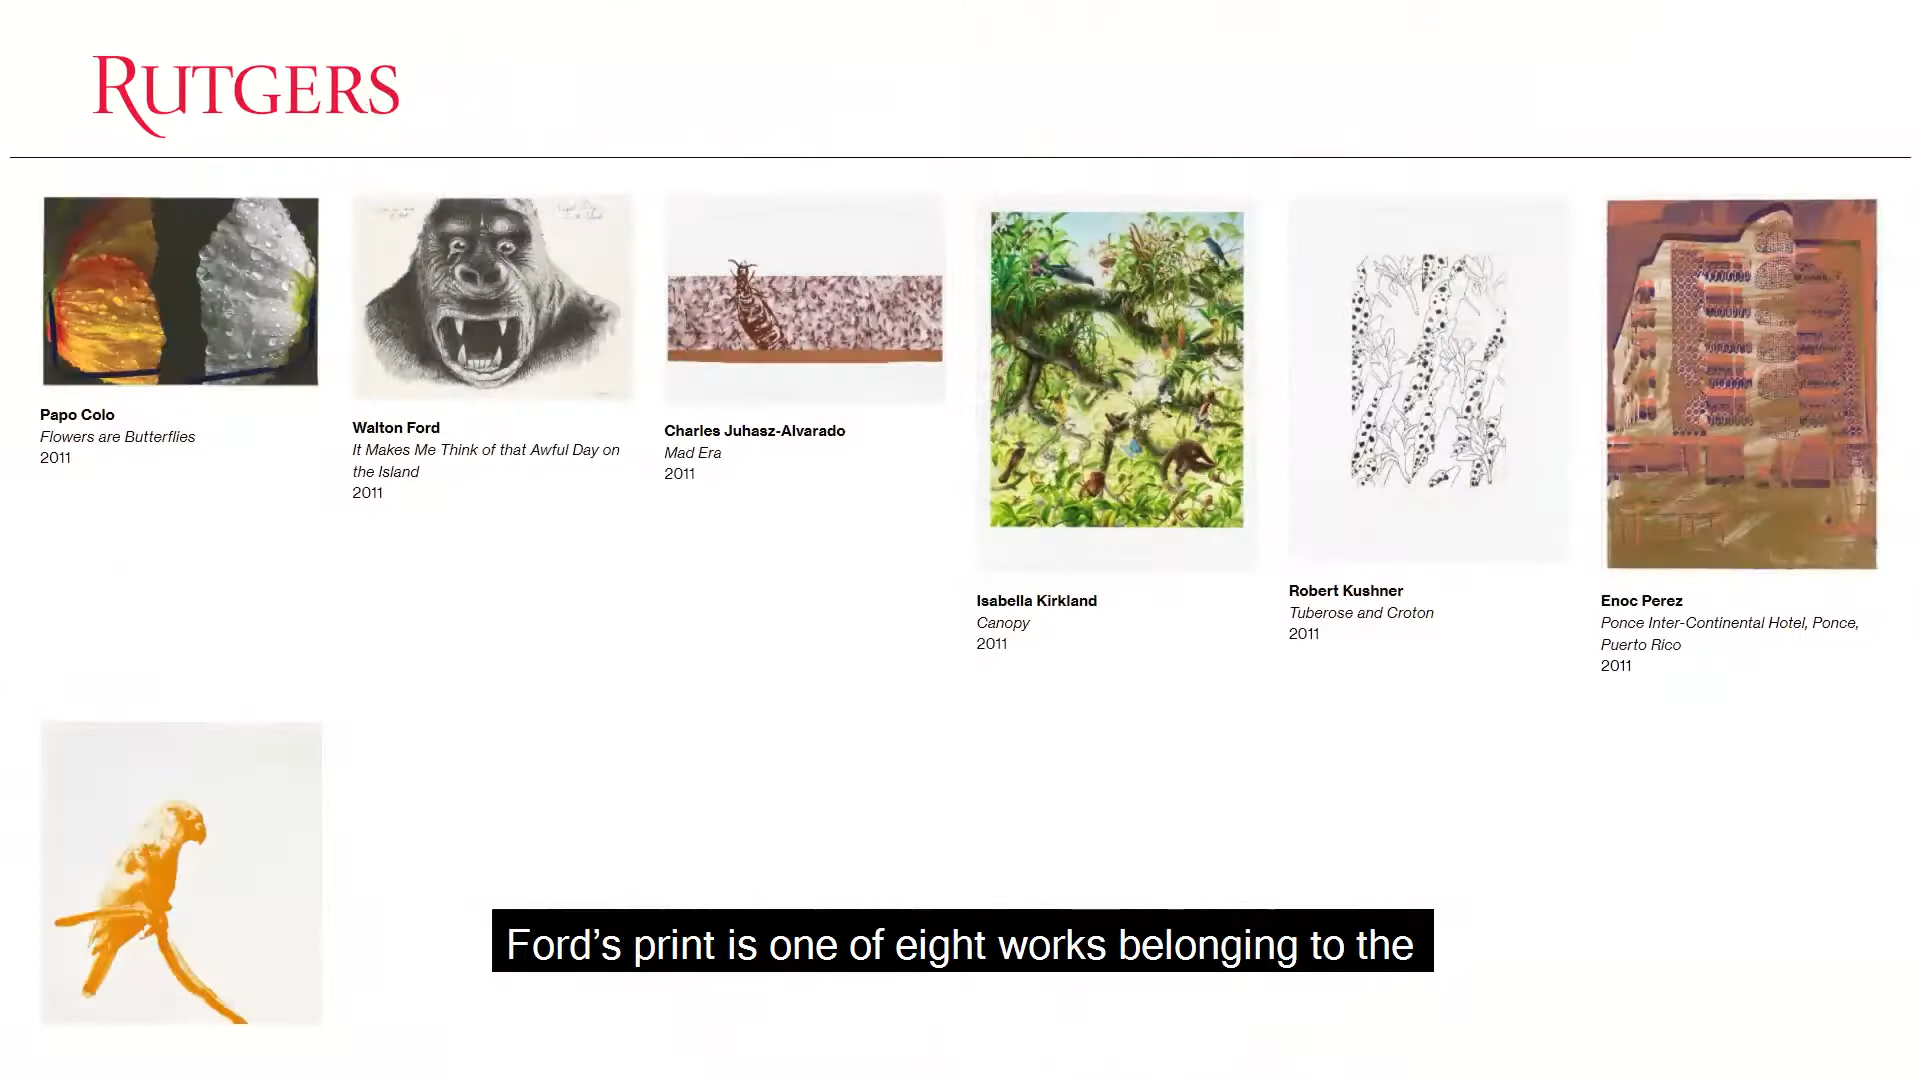 RUTGERS
Papo Colo
Flowers are Butterflies
2011
Walton Ford
It Makes Me Think of that Awful Day on
the Island
2011
Charles Juhasz-Alvarado
Mad Era
2011
Isabella Kirkland
Canopy
2011
Robert Kushner
Tuberose and Croton
2011
Enoc Perez
Ponce Inter-Continental Hotel, Ponce,
Puerto Rico
2011
Ford’s print is one of eight works belonging to the